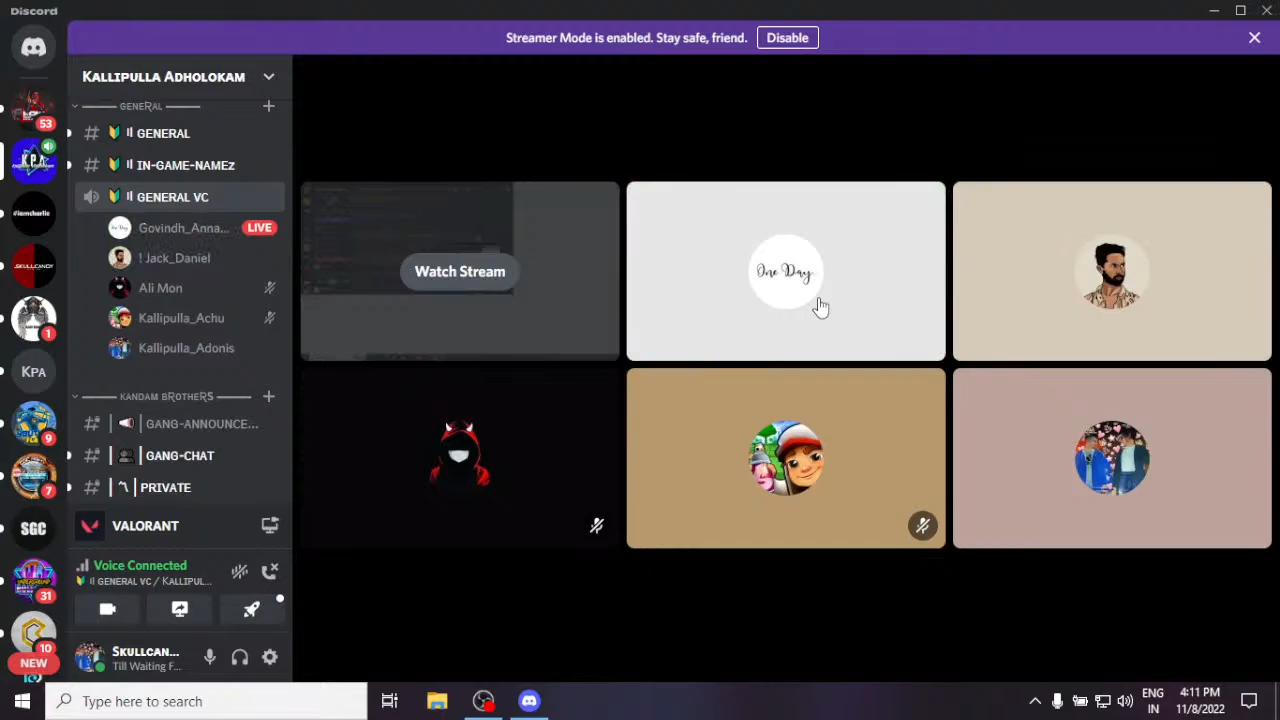 Discord
Streamer Mode is enabled. Stay safe, friend.
Disable
KALLIPULLA ADHOLOKAM
GENERAL
GENERAL
IN-GAME-NAMEZ
GENERAL VC
Govindh_Anna...
LIVE
! Jack_Daniel
Ali Mon
Kallipulla_Achu
Kallipulla_Adonis
KANDAM BROTHERS
GANG-ANNOUNCE...
GANG-CHAT
PRIVATE
VALORANT
Voice Connected
GENERAL VC / KALLIPUL...
SKULLCAN...
Till Waiting F...
53
KPA
#iamcharlie
SKULLCANDY
1
KPA
9
7
SGC
31
10
NEW
Watch Stream
One Day
Type here to search
ENG
IN
4:11 PM
11/8/2022